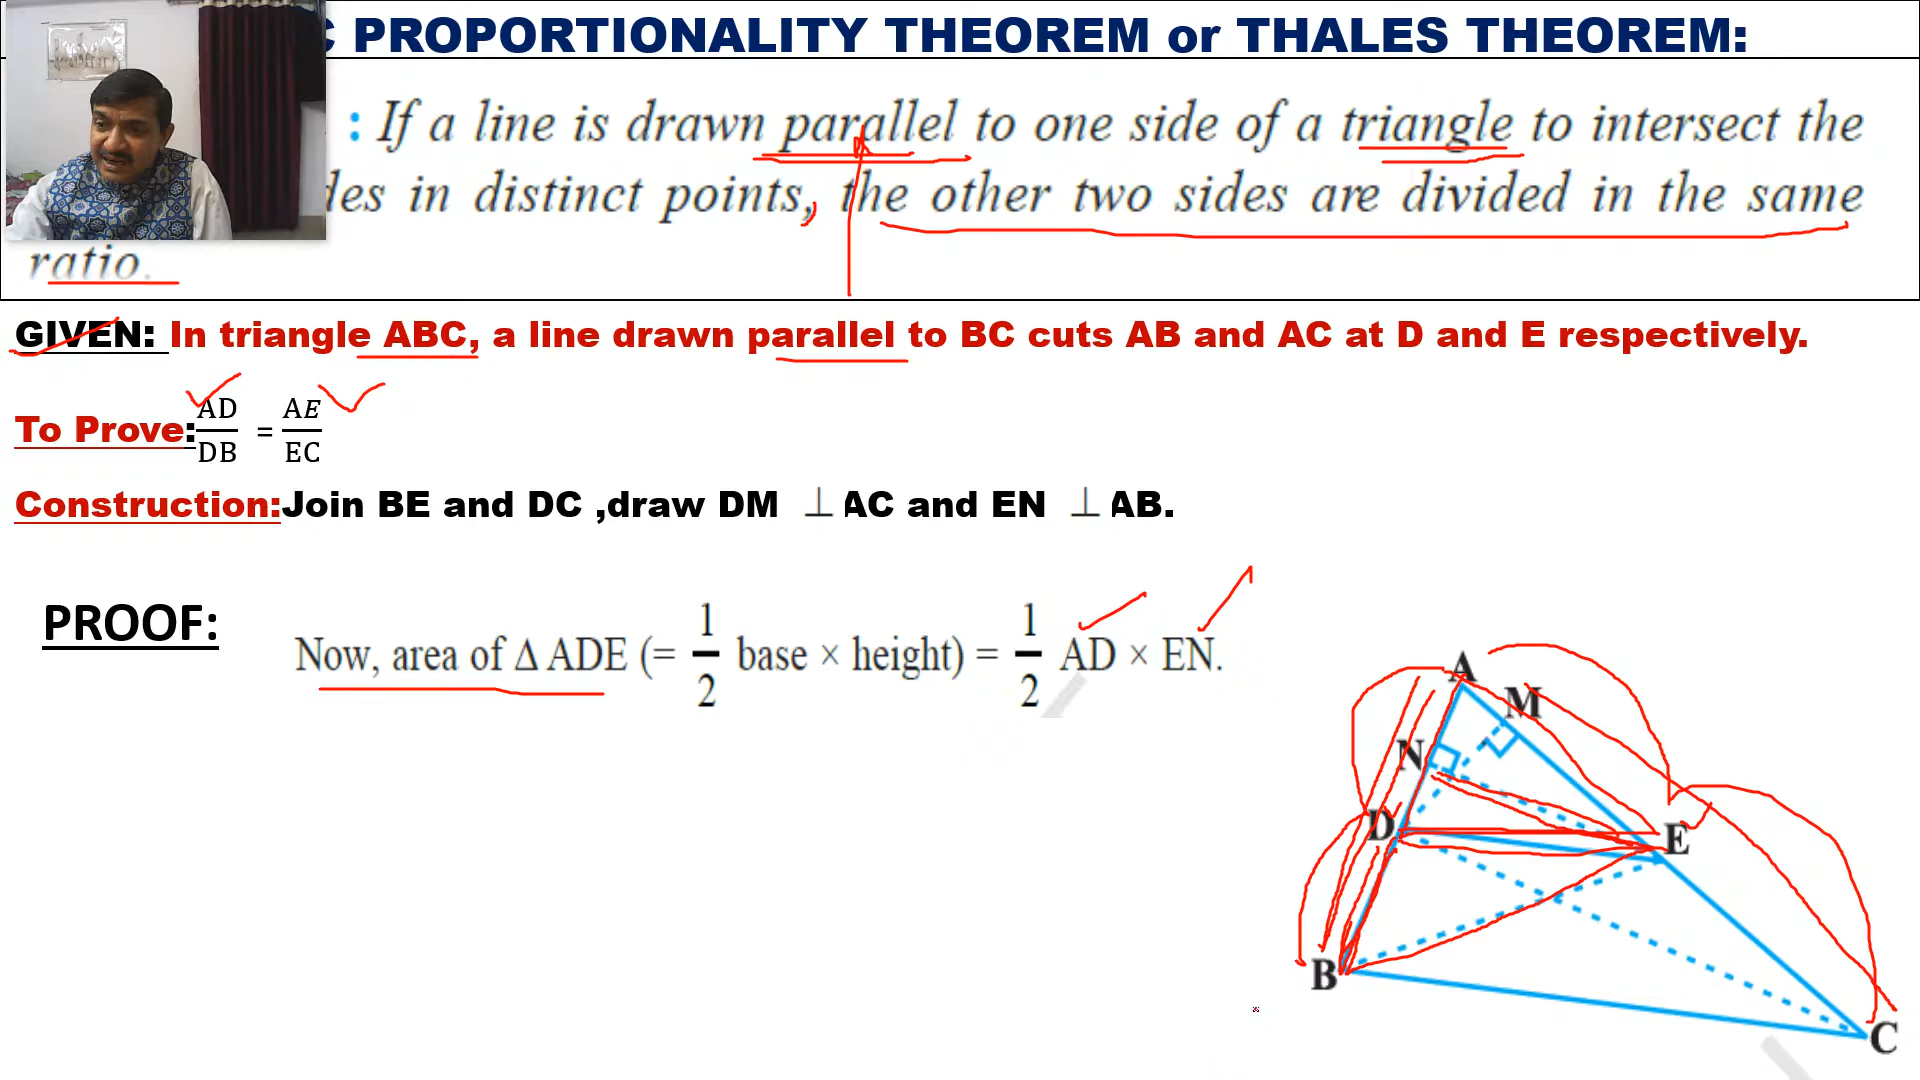 C PROPORTIONALITY THEOREM or THALES THEOREM:
: If a line is drawn parallel to one side of a triangle to intersect the
des in distinct points, the other two sides are divided in the same
ratio.
GIVEN: In triangle ABC, a line drawn parallel to BC cuts AB and AC at D and E respectively.
To Prove: AD/DB = AE/EC
Construction:Join BE and DC ,draw DM ⊥ AC and EN ⊥ AB.
PROOF:
Now, area of Δ ADE (= 1/2 base × height) = 1/2 AD × EN.
A
M
N
D
E
B
C